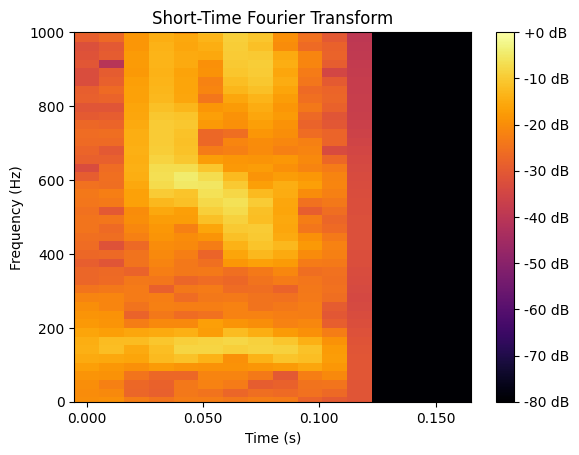 Short-Time Fourier Transform
1000
800
600
400
200
0
Frequency (Hz)
0.000
0.050
0.100
0.150
Time (s)
+0 dB
-10 dB
-20 dB
-30 dB
-40 dB
-50 dB
-60 dB
-70 dB
-80 dB